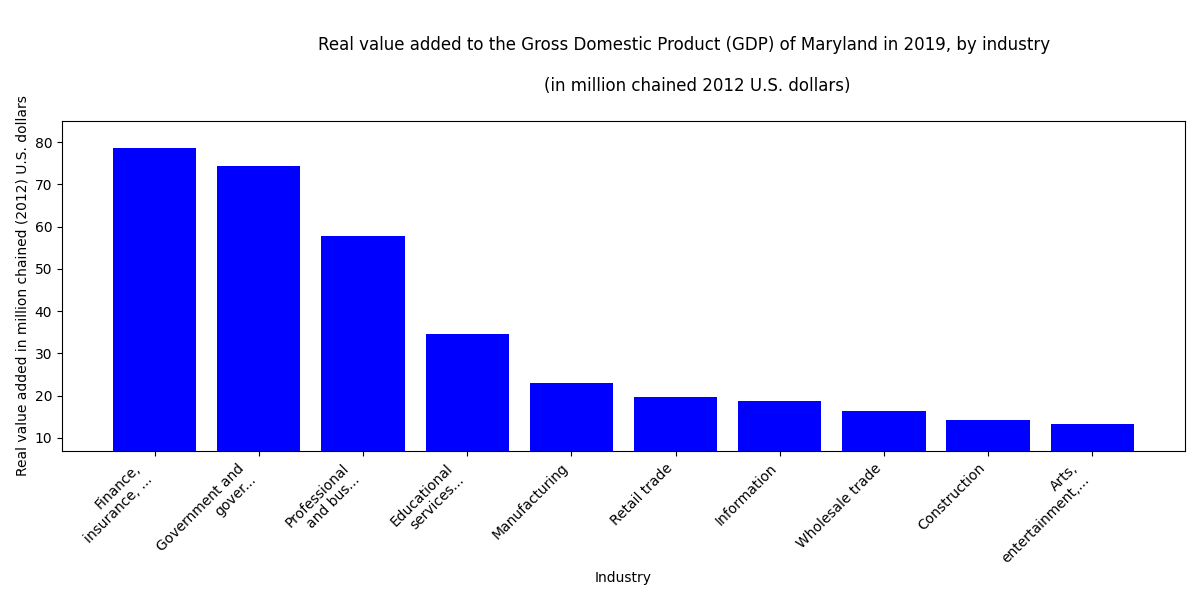 Real value added to the Gross Domestic Product (GDP) of Maryland in 2019, by industry
(in million chained 2012 U.S. dollars)
Real value added in million chained (2012) U.S. dollars
80
70
60
50
40
30
20
10
Finance,
insurance, ...
Government and
gover...
Professional
and bus...
Educational
services...
Manufacturing
Retail trade
Information
Wholesale trade
Construction
Arts,
entertainment,...
Industry